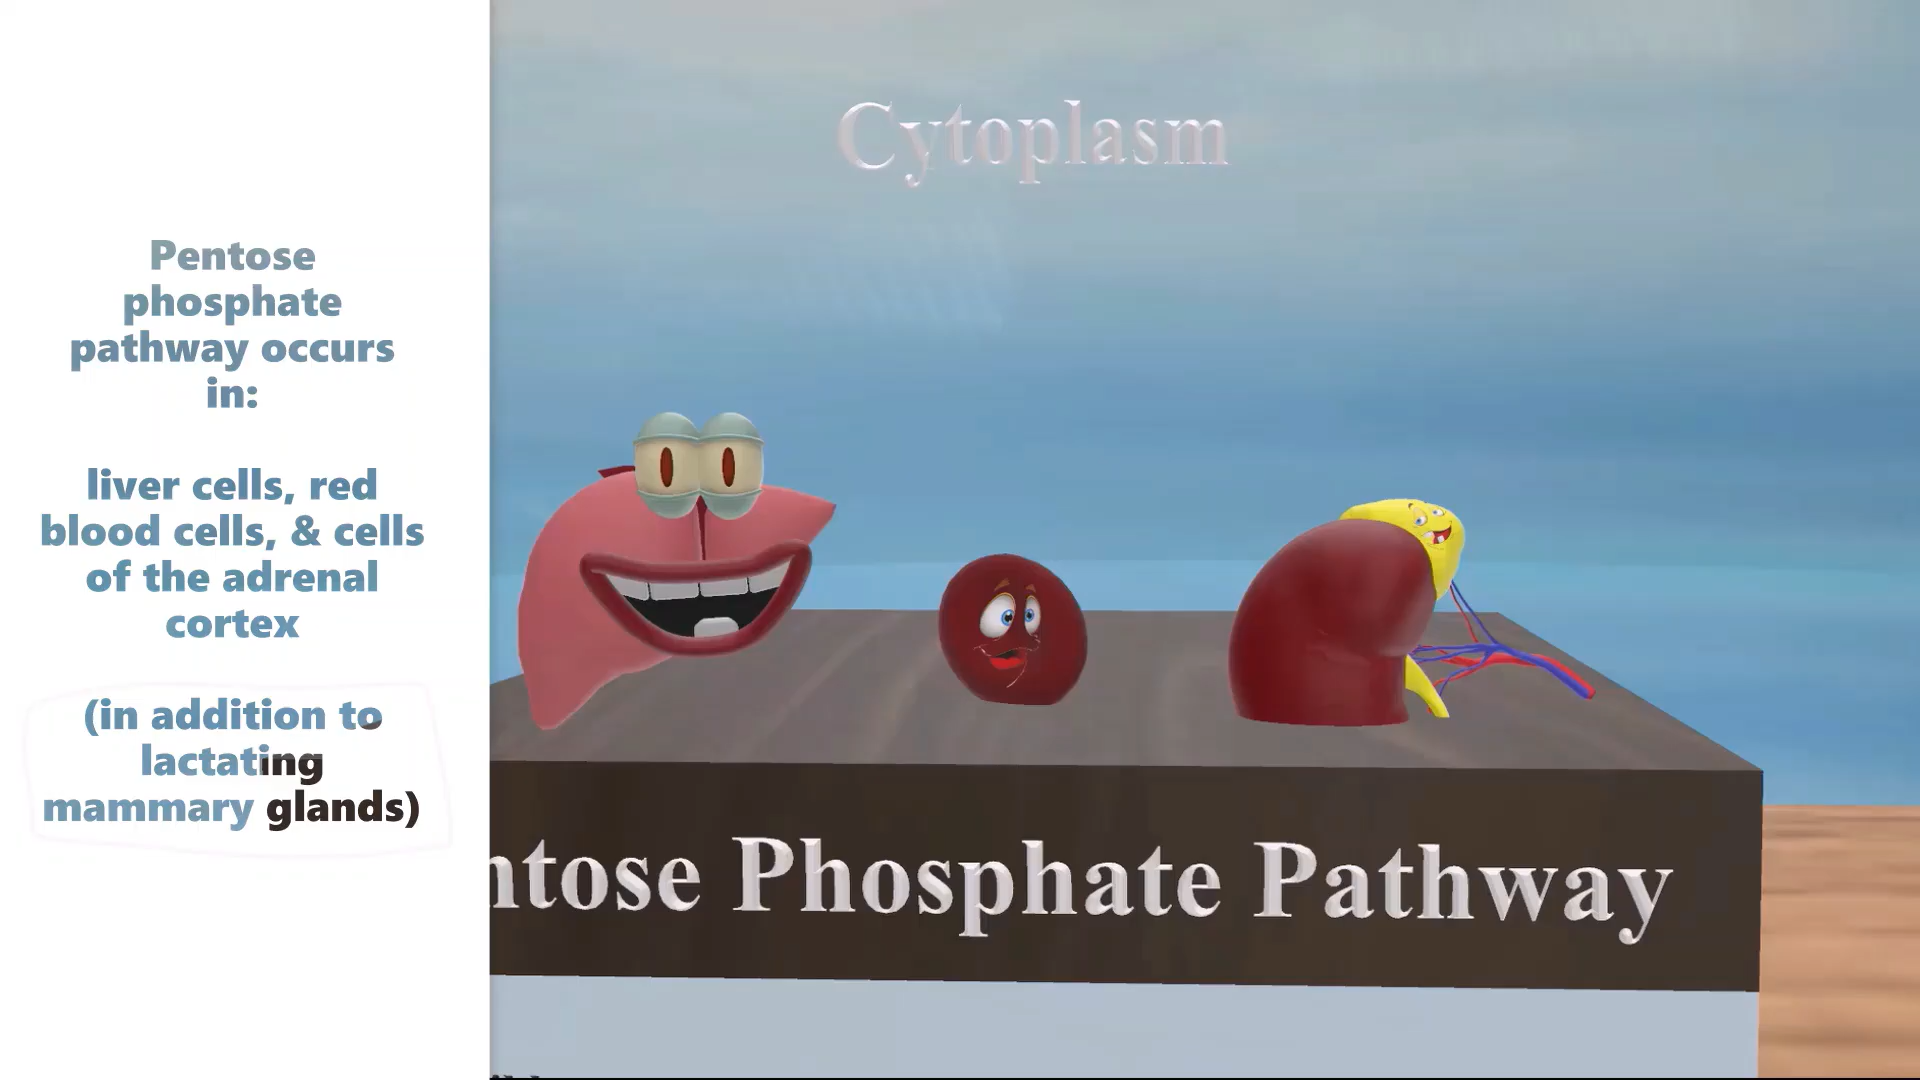 Cytoplasm
Pentose
phosphate
pathway occurs
in:
liver cells, red
blood cells, & cells
of the adrenal
cortex
(in addition to
lactating
mammary glands)
ntose Phosphate Pathway